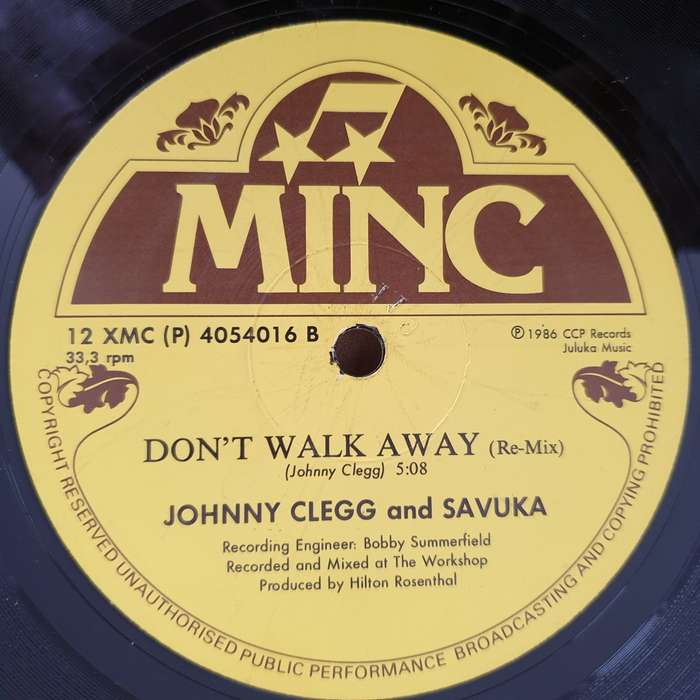 MINC
12 XMC (P) 4054016 B
33,3 rpm
℗ 1986 CCP Records
Juluka Music
DON'T WALK AWAY (Re-Mix)
(Johnny Clegg) 5:08
JOHNNY CLEGG and SAVUKA
Recording Engineer: Bobby Summerfield
Recorded and Mixed at The Workshop
Produced by Hilton Rosenthal
COPYRIGHT RESERVED UNAUTHORISED PUBLIC PERFORMANCE BROADCASTING AND COPYING PROHIBITED